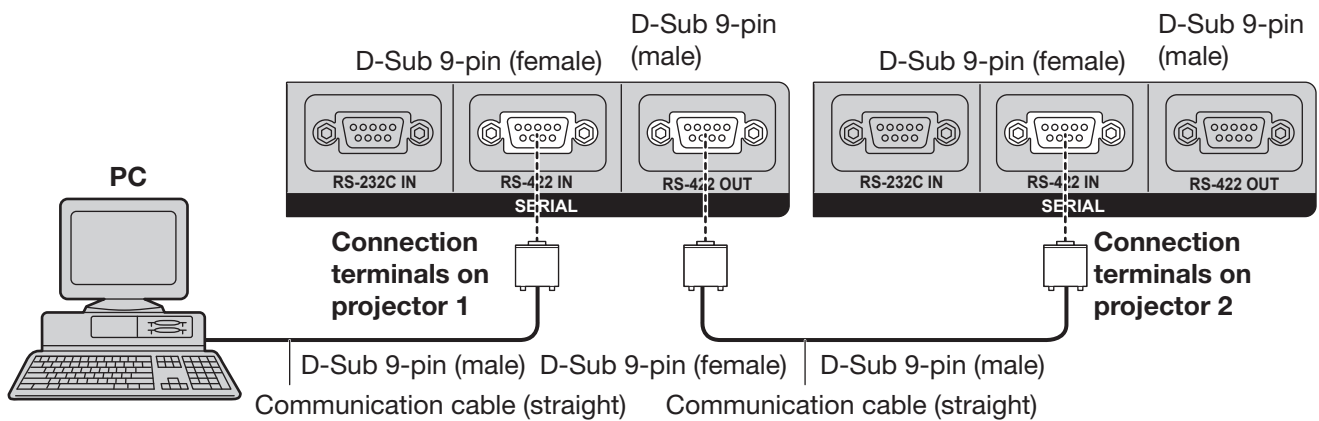 D-Sub 9-pin
(male)
D-Sub 9-pin (female)
D-Sub 9-pin
(male)
D-Sub 9-pin (female)
RS-232C IN
RS-422 IN
RS-422 OUT
SERIAL
RS-232C IN
RS-422 IN
RS-422 OUT
SERIAL
PC
Connection
terminals on
projector 1
Connection
terminals on
projector 2
D-Sub 9-pin (male)
D-Sub 9-pin (female)
D-Sub 9-pin (male)
Communication cable (straight)
Communication cable (straight)